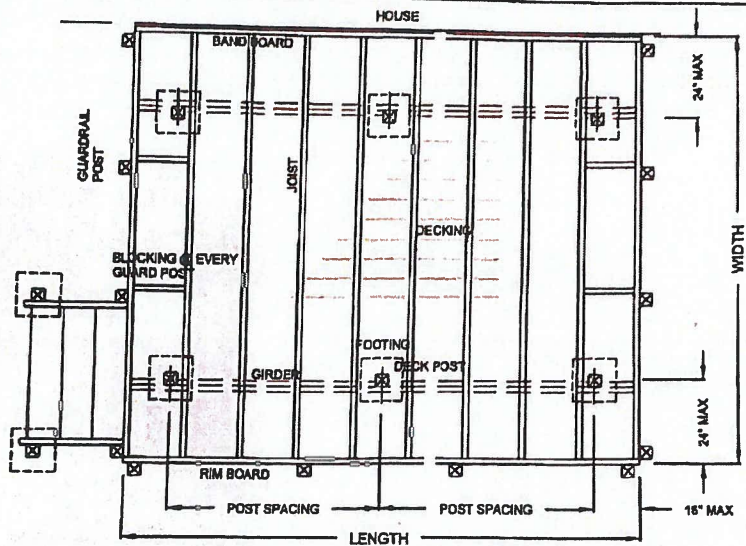 HOUSE
BAND BOARD
24" MAX
GUARDRAIL
POST
JOIST
DECKING
WIDTH
BLOCKING @ EVERY
GUARD POST
FOOTING
GIRDER
DECK POST
24" MAX
RIM BOARD
POST SPACING
POST SPACING
16" MAX
LENGTH